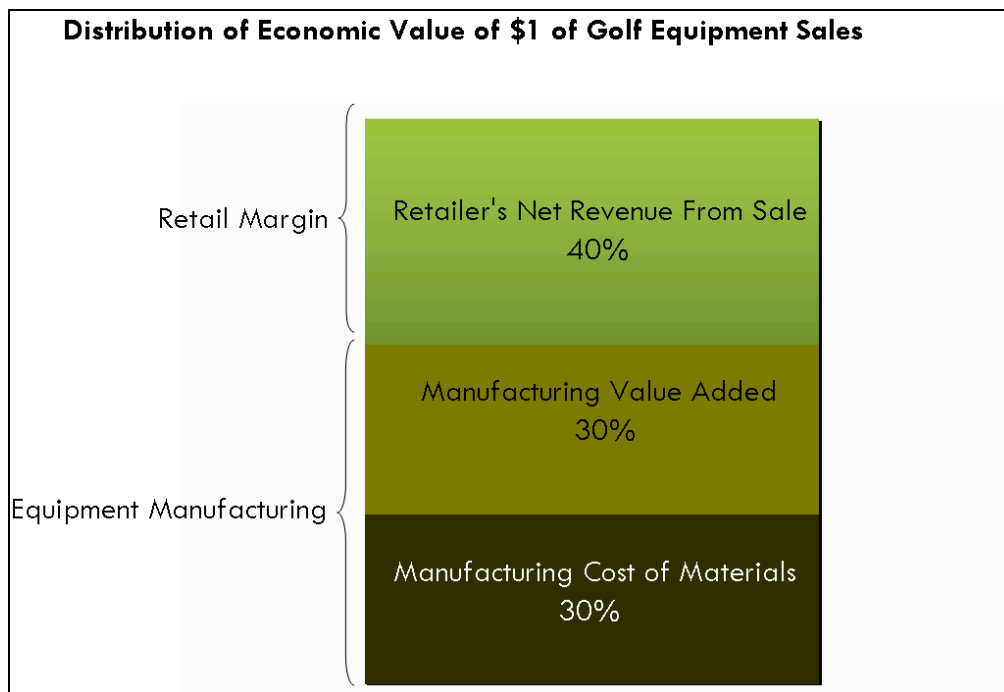 Distribution of Economic Value of $1 of Golf Equipment Sales
Retail Margin
Retailer's Net Revenue From Sale
40%
Manufacturing Value Added
30%
Equipment Manufacturing
Manufacturing Cost of Materials
30%